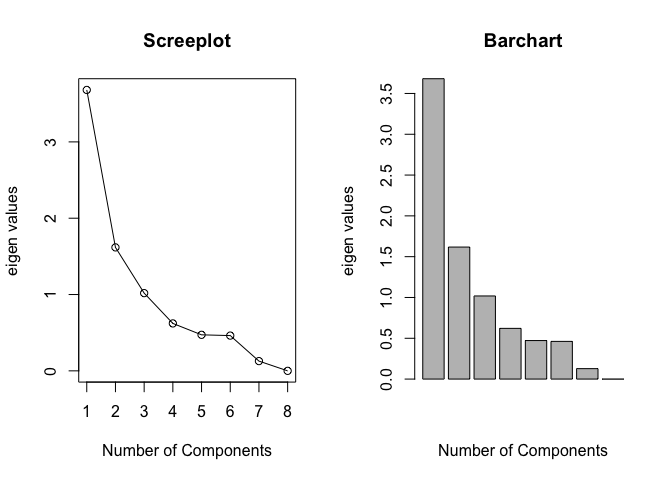 Screeplot
eigen values
3
2
1
0
1 2 3 4 5 6 7 8
Number of Components
Barchart
eigen values
3.5
3.0
2.5
2.0
1.5
1.0
0.5
0.0
Number of Components